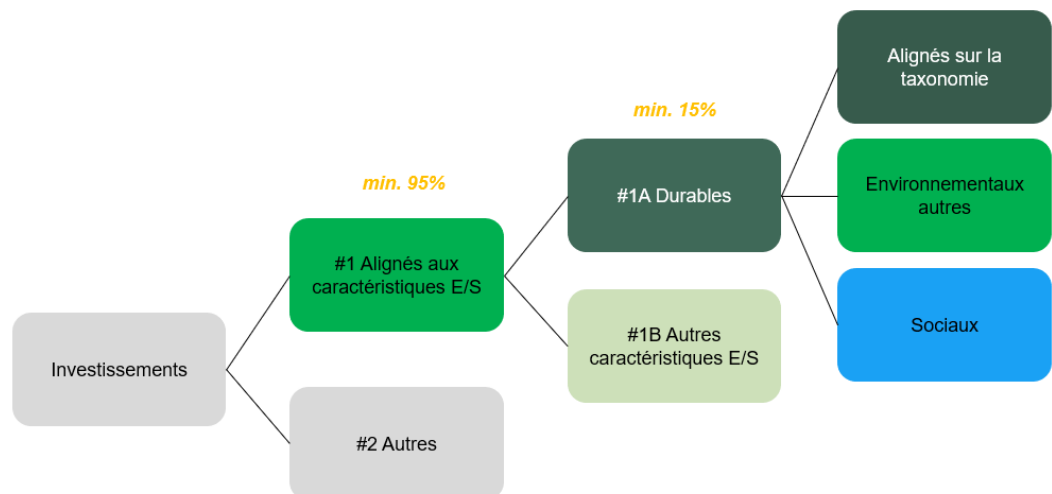 Alignés sur la
taxonomie
min. 15%
min. 95%
#1A Durables
Environnementaux
autres
#1 Alignés aux
caractéristiques E/S
#1B Autres
caractéristiques E/S
Sociaux
Investissements
#2 Autres